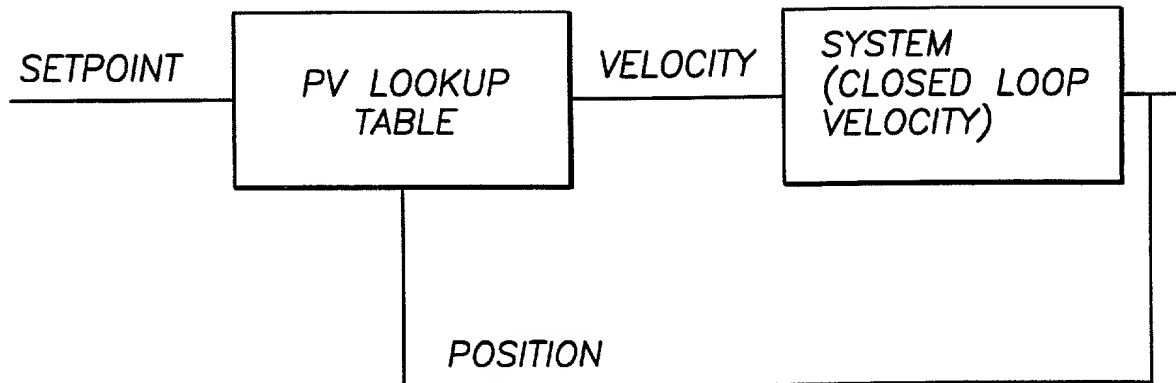 SETPOINT
PV LOOKUP
TABLE
VELOCITY
SYSTEM
(CLOSED LOOP
VELOCITY)
POSITION